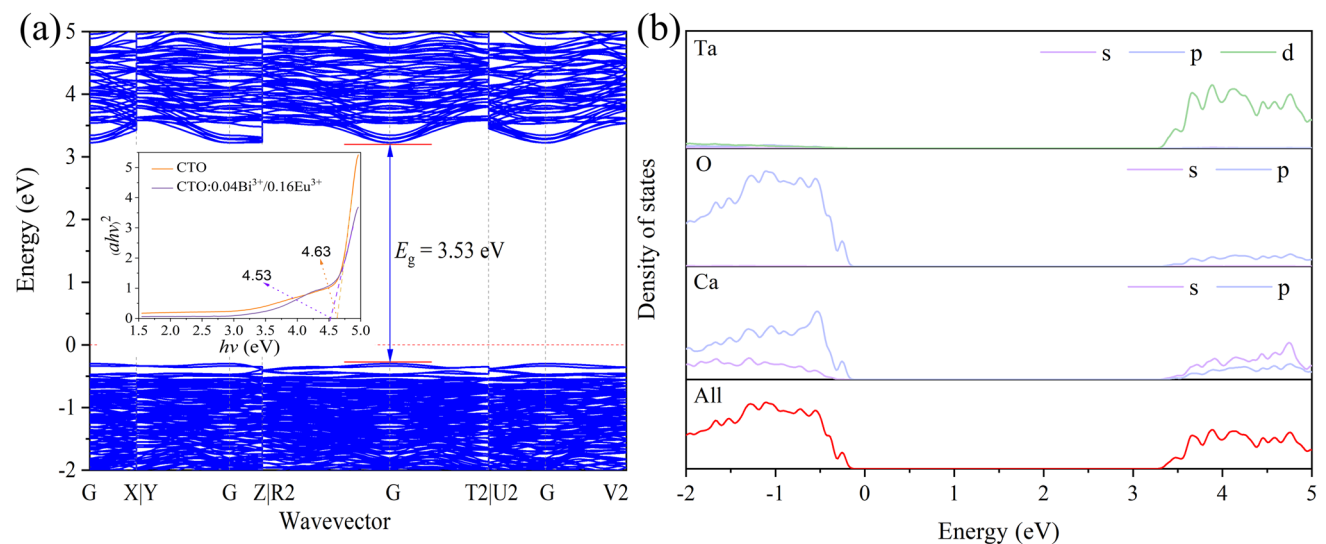 (a)
5
4
3
2
1
0
-1
-2
Energy (eV)
G X|Y G Z|R2 G T2|U2 G V2
Wavevector
E_g = 3.53 eV
CTO
CTO:0.04Bi³⁺/0.16Eu³⁺
5
4
3
2
1
0
(ahv)²
4.63
4.53
1.5 2.0 2.5 3.0 3.5 4.0 4.5 5.0
hv (eV)
(b)
Density of states
Ta
s p d
O
s p
Ca
s p
All
-2 -1 0 1 2 3 4 5
Energy (eV)